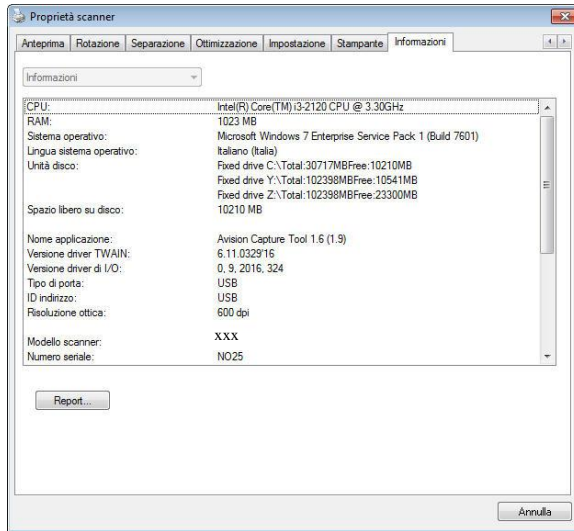 Proprietà scanner
Anteprima Rotazione Separazione Ottimizzazione Impostazione Stampante Informazioni
Informazioni
CPU: Intel(R) Core(TM) i3-2120 CPU @ 3.30GHz
RAM: 1023 MB
Sistema operativo: Microsoft Windows 7 Enterprise Service Pack 1 (Build 7601)
Lingua sistema operativo: Italiano (Italia)
Unità disco: Fixed drive C:\Total:30717MBFree:10210MB
Fixed drive Y:\Total:102398MBFree:10541MB
Fixed drive Z:\Total:102398MBFree:23300MB
Spazio libero su disco: 10210 MB
Nome applicazione: Avision Capture Tool 1.6 (1.9)
Versione driver TWAIN: 6.11.0329'16
Versione driver di I/O: 0, 9, 2016, 324
Tipo di porta: USB
ID indirizzo: USB
Risoluzione ottica: 600 dpi
Modello scanner: xxx
Numero seriale: NO25
Report...
Annulla